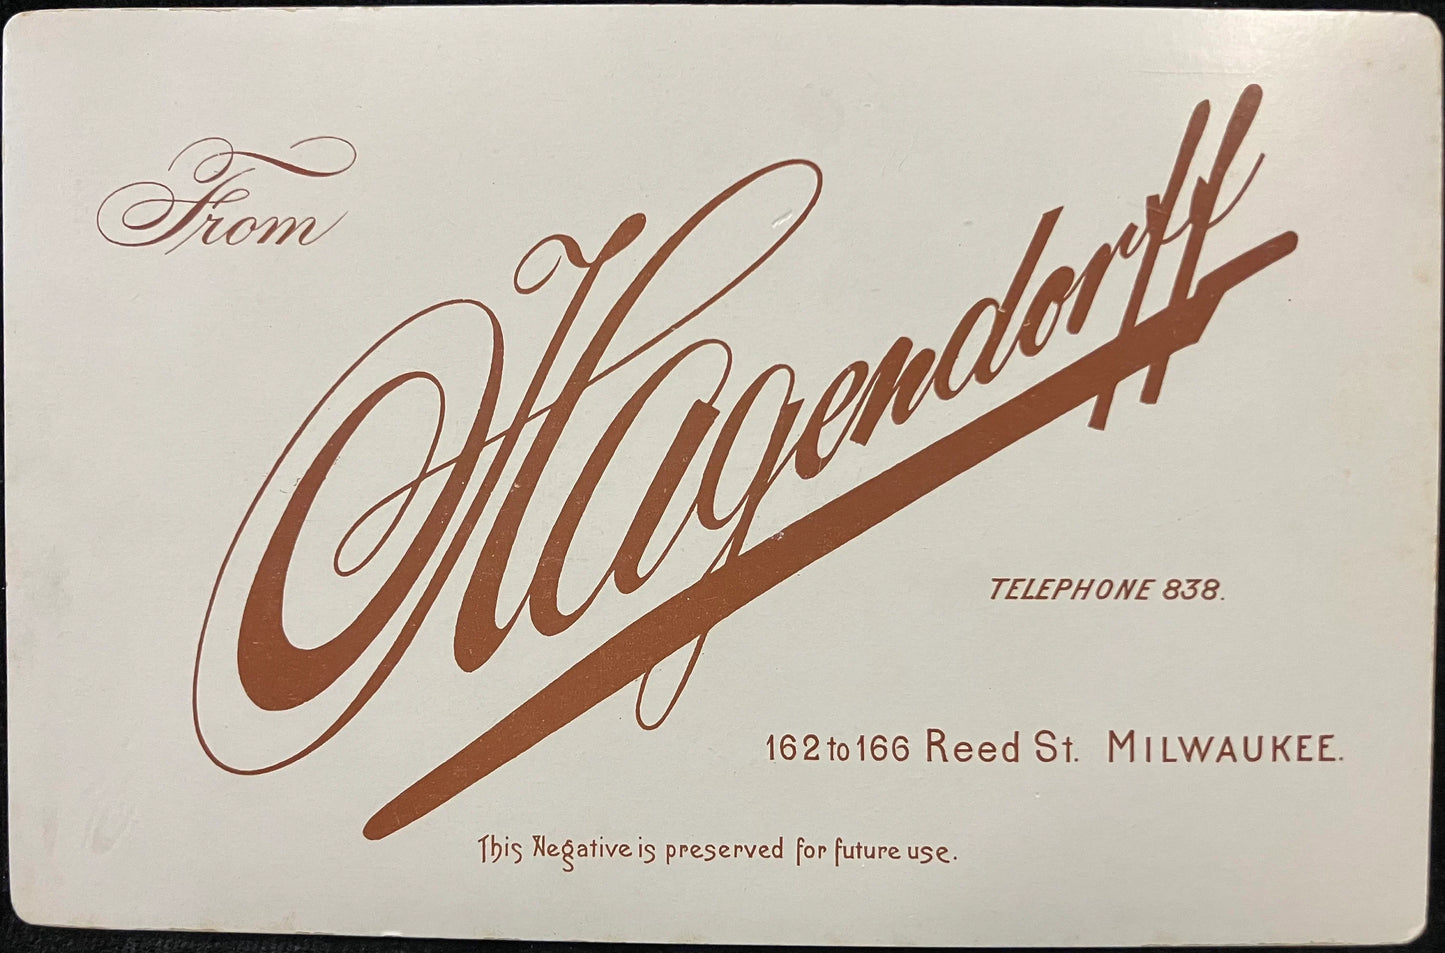 From
Hagendorff
TELEPHONE 838.
162 to 166 Reed St. MILWAUKEE.
This Negative is preserved for future use.